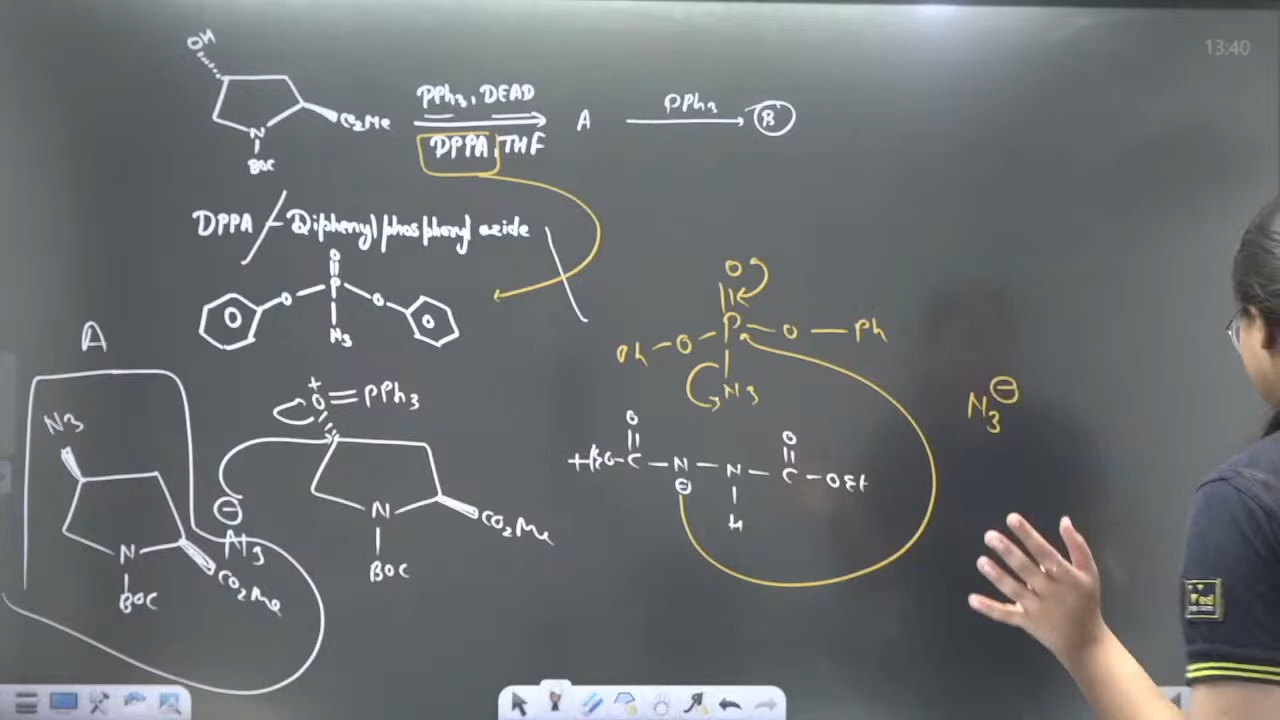 13:40
OH
N
BOC
CO2Me
PPh3, DEAD
DPPA, THF
A
PPh3
B
DPPA - Diphenyl phosphoryl azide
O
O P O
N3
O
Ph-O-P-O-Ph
N3
N3⊖
A
N3
N
BOC
CO2Me
⊖
N3
+
O=PPh3
N
BOC
CO2Me
O O
C-N-N-C-OEt
⊖ H